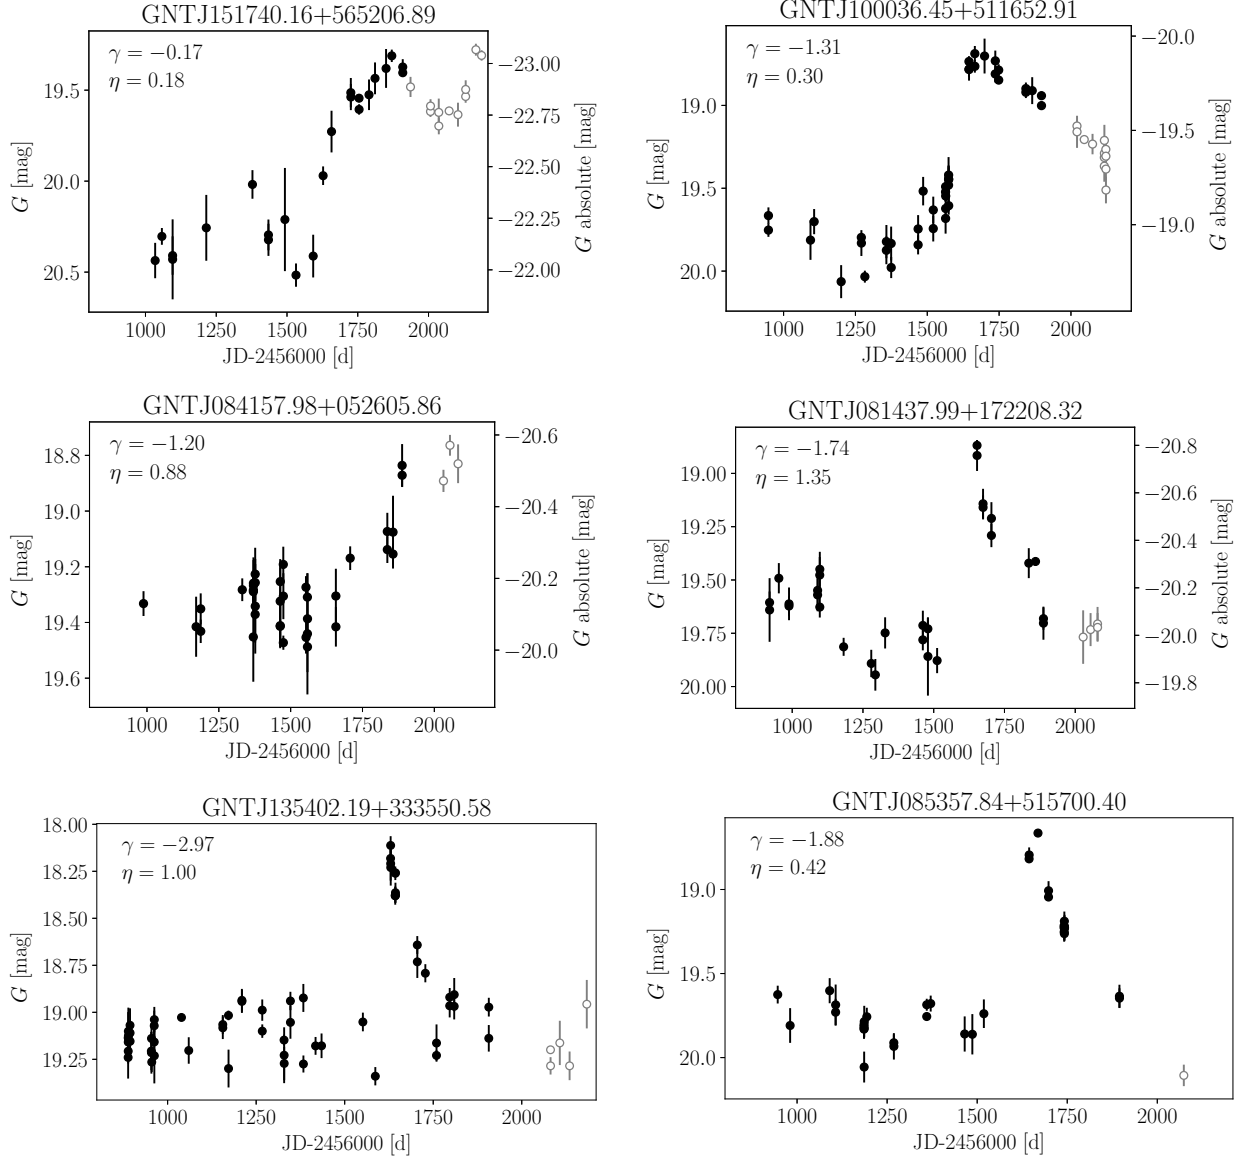 GNTJ151740.16+565206.89
γ = −0.17
η = 0.18
19.5
20.0
20.5
G [mag]
−23.00
−22.75
−22.50
−22.25
−22.00
G absolute [mag]
1000 1250 1500 1750 2000
JD-2456000 [d]
GNTJ100036.45+511652.91
γ = −1.31
η = 0.30
19.0
19.5
20.0
G [mag]
−20.0
−19.5
−19.0
G absolute [mag]
1000 1250 1500 1750 2000
JD-2456000 [d]
GNTJ084157.98+052605.86
γ = −1.20
η = 0.88
18.8
19.0
19.2
19.4
19.6
G [mag]
−20.6
−20.4
−20.2
−20.0
G absolute [mag]
1000 1250 1500 1750 2000
JD-2456000 [d]
GNTJ081437.99+172208.32
γ = −1.74
η = 1.35
19.00
19.25
19.50
19.75
20.00
G [mag]
−20.8
−20.6
−20.4
−20.2
−20.0
−19.8
G absolute [mag]
1000 1250 1500 1750 2000
JD-2456000 [d]
GNTJ135402.19+333550.58
γ = −2.97
η = 1.00
18.00
18.25
18.50
18.75
19.00
19.25
G [mag]
1000 1250 1500 1750 2000
JD-2456000 [d]
GNTJ085357.84+515700.40
γ = −1.88
η = 0.42
19.0
19.5
20.0
G [mag]
1000 1250 1500 1750 2000
JD-2456000 [d]